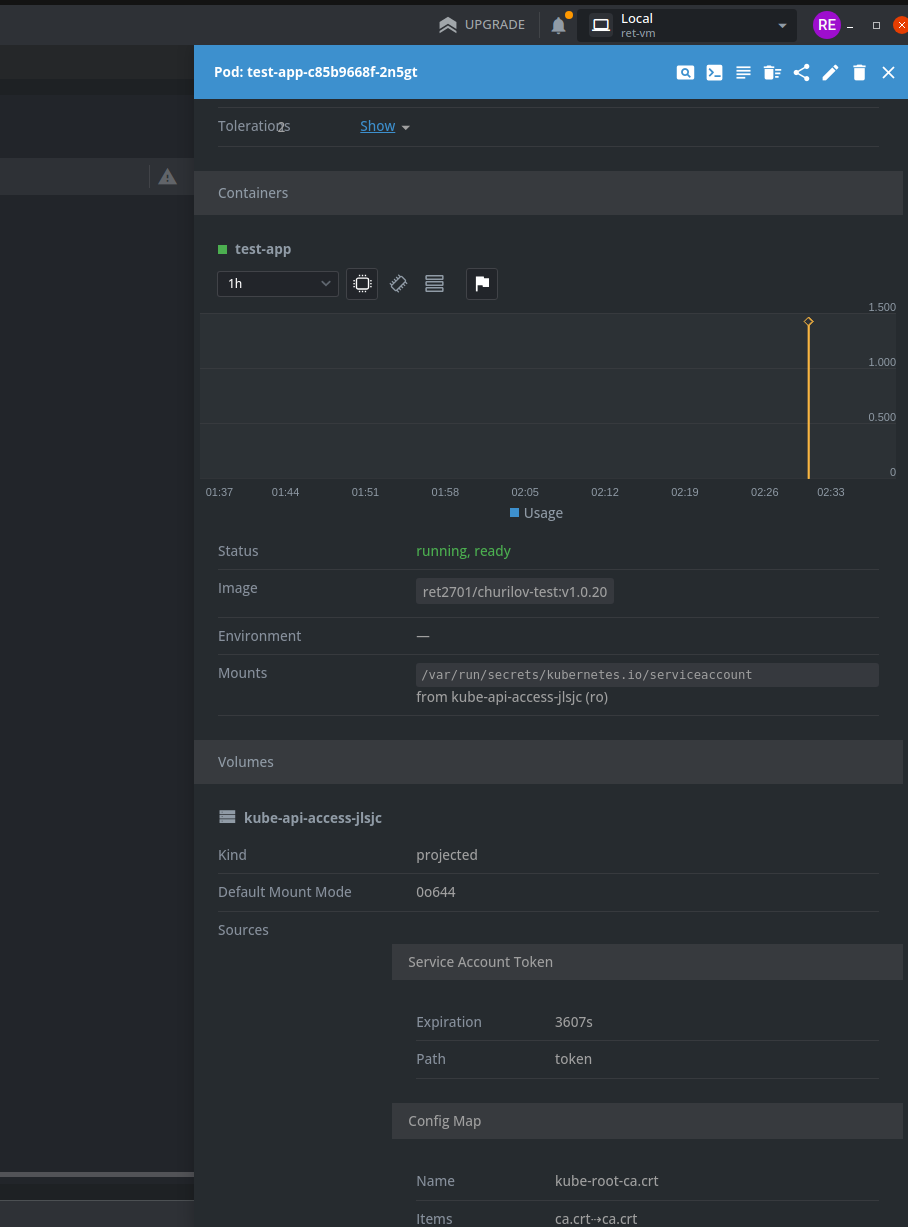 UPGRADE
Local
ret-vm
RE
Pod: test-app-c85b9668f-2n5gt
Tolerations 2 Show
Containers
test-app
1h
1.500
1.000
0.500
0
01:37 01:44 01:51 01:58 02:05 02:12 02:19 02:26 02:33
Usage
Status running, ready
Image ret2701/churilov-test:v1.0.20
Environment —
Mounts /var/run/secrets/kubernetes.io/serviceaccount
from kube-api-access-jlsjc (ro)
Volumes
kube-api-access-jlsjc
Kind projected
Default Mount Mode 0o644
Sources
Service Account Token
Expiration 3607s
Path token
Config Map
Name kube-root-ca.crt
Items ca.crt⇢ca.crt